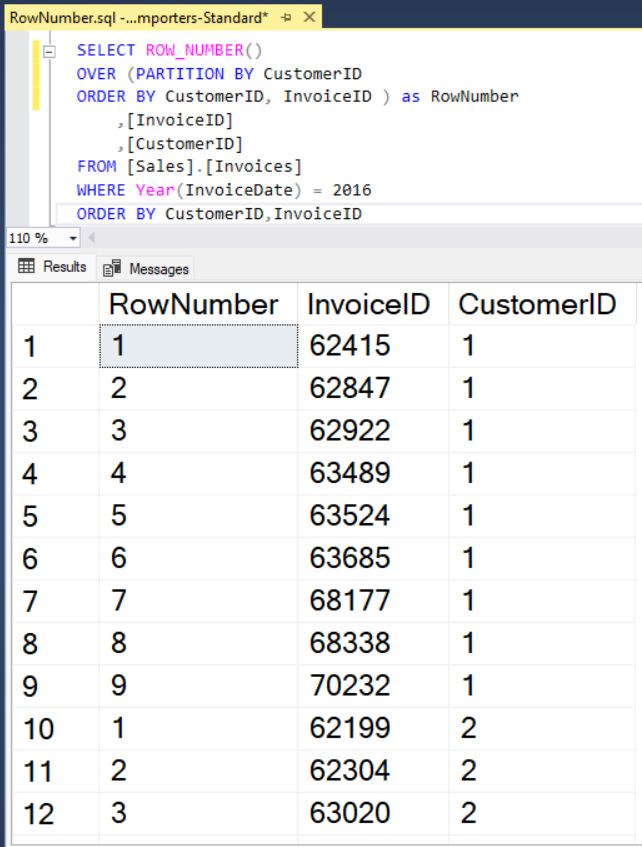 RowNumber.sql -...mporters-Standard*
SELECT ROW_NUMBER()
OVER (PARTITION BY CustomerID
ORDER BY CustomerID, InvoiceID ) as RowNumber
,[InvoiceID]
,[CustomerID]
FROM [Sales].[Invoices]
WHERE Year(InvoiceDate) = 2016
ORDER BY CustomerID,InvoiceID
110 %
Results Messages
RowNumber InvoiceID CustomerID
1 1 62415 1
2 2 62847 1
3 3 62922 1
4 4 63489 1
5 5 63524 1
6 6 63685 1
7 7 68177 1
8 8 68338 1
9 9 70232 1
10 1 62199 2
11 2 62304 2
12 3 63020 2